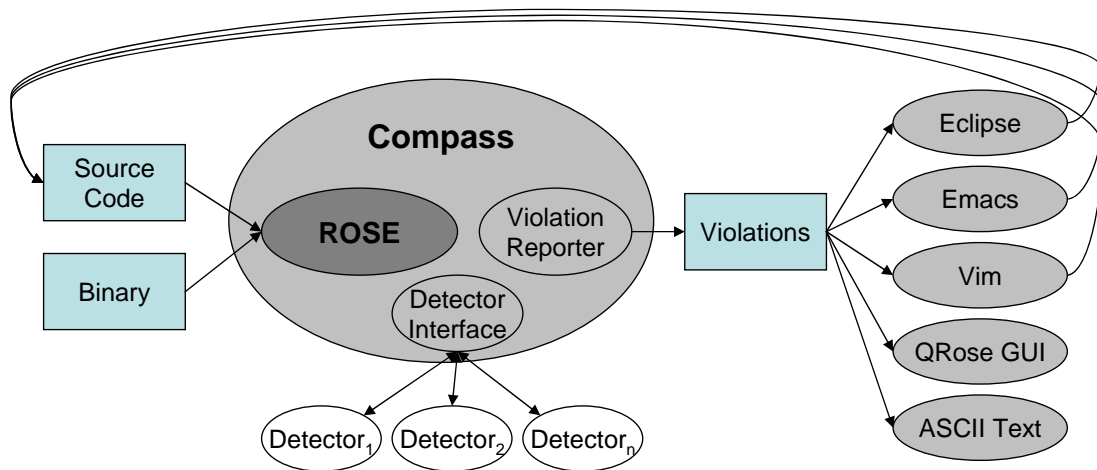 Compass
Source
Code
Binary
ROSE
Violation
Reporter
Detector
Interface
Detector₁
Detector₂
Detectorₙ
Violations
Eclipse
Emacs
Vim
QRose GUI
ASCII Text